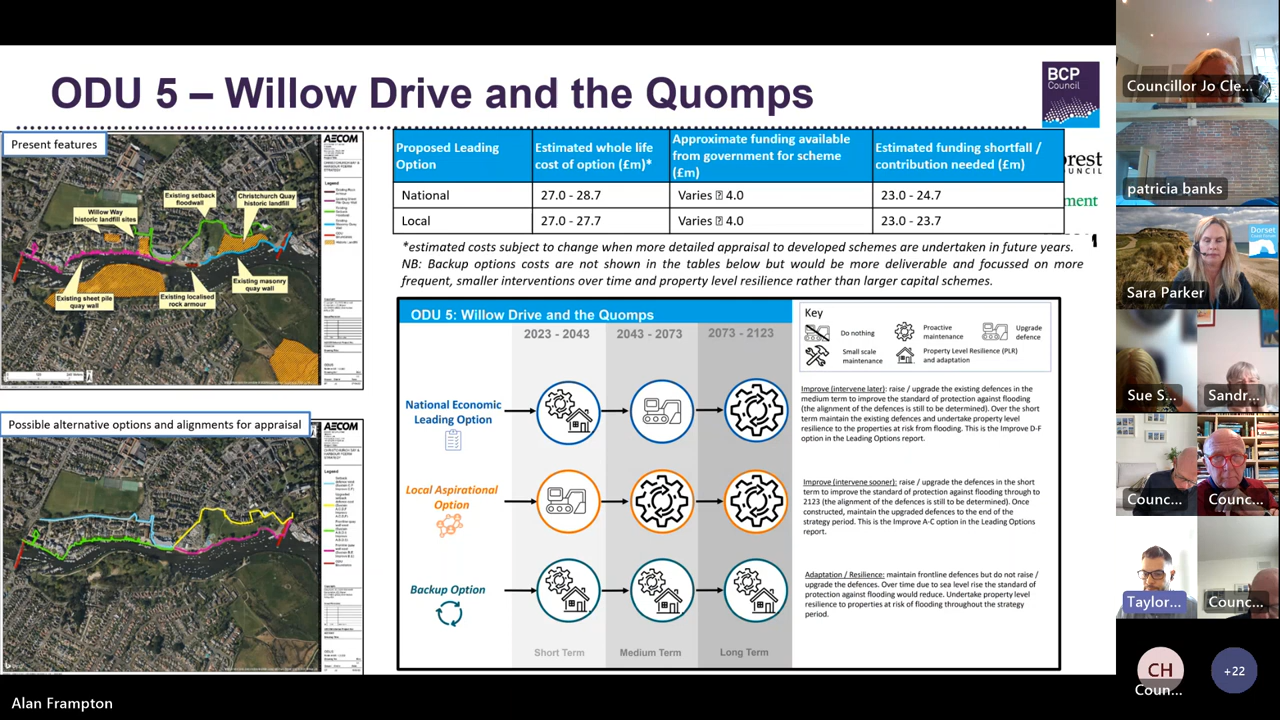 ODU 5 – Willow Drive and the Quomps
BCP
Council
Present features
AECOM
Legend
Existing setback
floodwall
Christchurch Quay
historic landfill
Willow Way
historic landfill sites
Existing sheet pile
quay wall
Existing localised
rock armour
Existing masonry
quay wall
Possible alternative options and alignments for appraisal
AECOM
Legend
Proposed Leading
Option
Estimated whole life
cost of option (£m)*
Approximate funding available
from government for scheme
(£m)
Estimated funding shortfall /
contribution needed (£m)
National
27.0 - 28.7
Varies 4.0
23.0 - 24.7
Local
27.0 - 27.7
Varies 4.0
23.0 - 23.7
orest
COUNCIL
ment
*estimated costs subject to change when more detailed appraisal to developed schemes are undertaken in future years.
NB: Backup options costs are not shown in the tables below but would be more deliverable and focussed on more
frequent, smaller interventions over time and property level resilience rather than larger capital schemes.
ODU 5: Willow Drive and the Quomps
2023 - 2043
2043 - 2073
2073 - 2123
Key
Do nothing
Proactive
maintenance
Upgrade
defence
Small scale
maintenance
Property Level Resilience (PLR)
and adaptation
National Economic
Leading Option
Improve (intervene later): raise / upgrade the existing defences in the
medium term to improve the standard of protection against flooding
(the alignment of the defences is still to be determined). Over the short
term maintain the existing defences and undertake property level
resilience to the properties at risk from flooding. This is the Improve D-F
option in the Leading Options report.
Local Aspirational
Option
Improve (intervene sooner): raise / upgrade the defences in the short
term to improve the standard of protection against flooding through to
2123 (the alignment of the defences is still to be determined). Once
constructed, maintain the upgraded defences to the end of the
strategy period. This is the Improve A-C option in the Leading Options
report.
Backup Option
Adaptation / Resilience: maintain frontline defences but do not raise /
upgrade the defences. Over time due to sea level rise the standard of
protection against flooding would reduce. Undertake property level
resilience to properties at risk of flooding throughout the strategy
period.
Short Term
Medium Term
Long Term
Councillor Jo Cle...
patricia banks
Dorset
Sara Parker
Sue S...
Sandr...
Counc...
Counc...
Taylor...
Counc...
CH
Coun...
+22
Alan Frampton